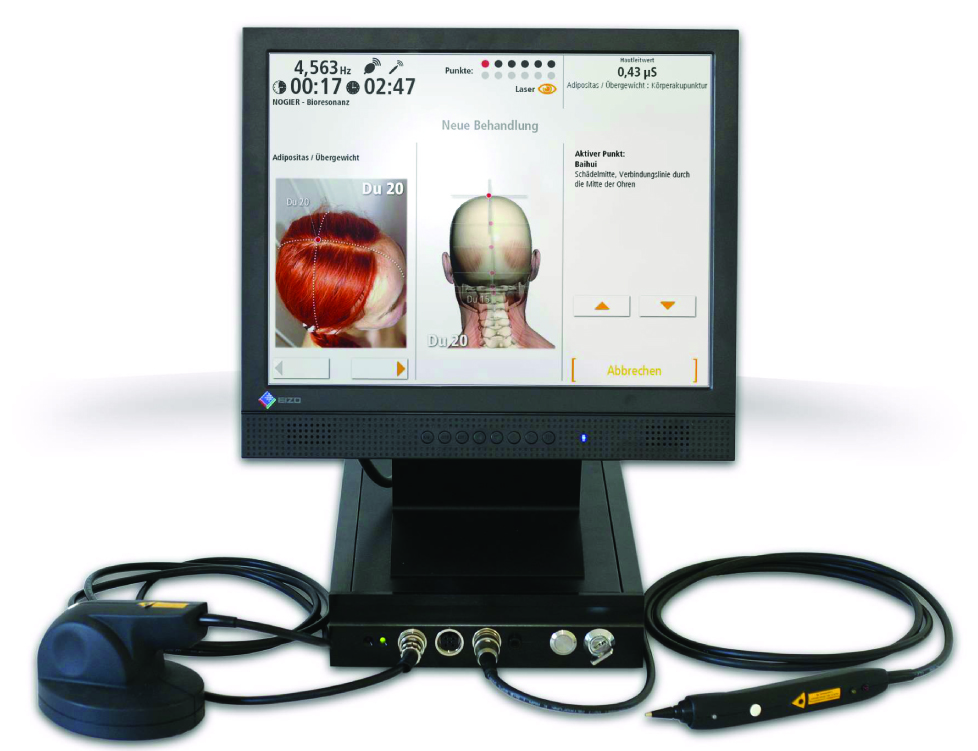 4,563 Hz
00:17 02:47
NOGIER - Bioresonanz
Punkte:
Laser
Hautleitwert
0,43 µS
Adipositas / Übergewicht : Körperakupunktur
Neue Behandlung
Adipositas / Übergewicht
Du 20
Du 20
Du 16
Du 20
Aktiver Punkt:
Baihui
Schädelmitte, Verbindungslinie durch
die Mitte der Ohren
Abbrechen
EIZO